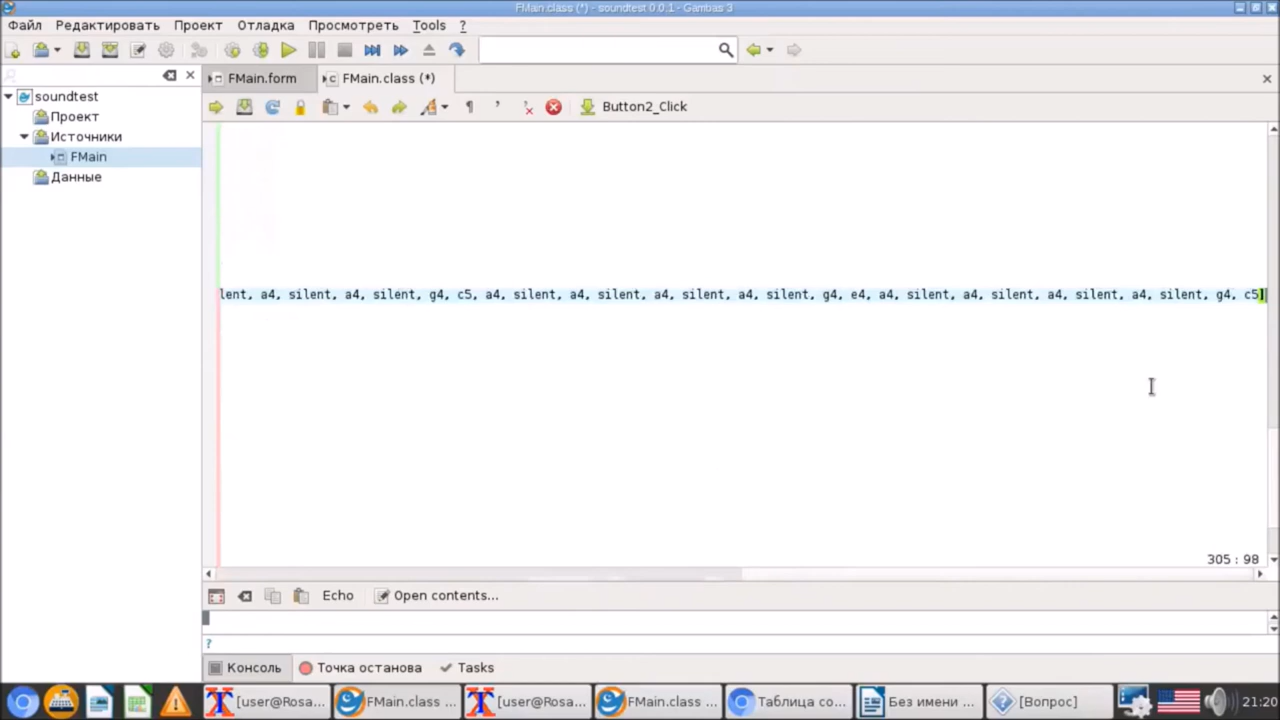 FMain.class (*) - soundtest 0.0.1 - Gambas 3
Файл Редактировать Проект Отладка Просмотреть Tools ?
FMain.form FMain.class (*)
soundtest
Button2_Click
Проект
Источники
FMain
Данные
lent, a4, silent, a4, silent, g4, c5, a4, silent, a4, silent, a4, silent, a4, silent, g4, e4, a4, silent, a4, silent, a4, silent, a4, silent, g4, c5]
305 : 98
Echo Open contents...
?
Консоль Точка останова Tasks
[user@Rosa... FMain.class ... [user@Rosa... FMain.class ... Таблица со... Без имени ... [Вопрос] 21:20